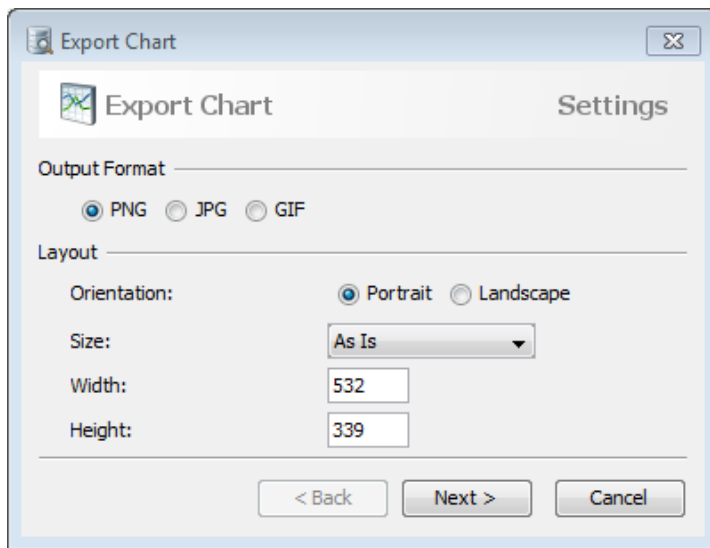 Export Chart
Export Chart Settings
Output Format
PNG JPG GIF
Layout
Orientation: Portrait Landscape
Size: As Is
Width: 532
Height: 339
< Back Next > Cancel